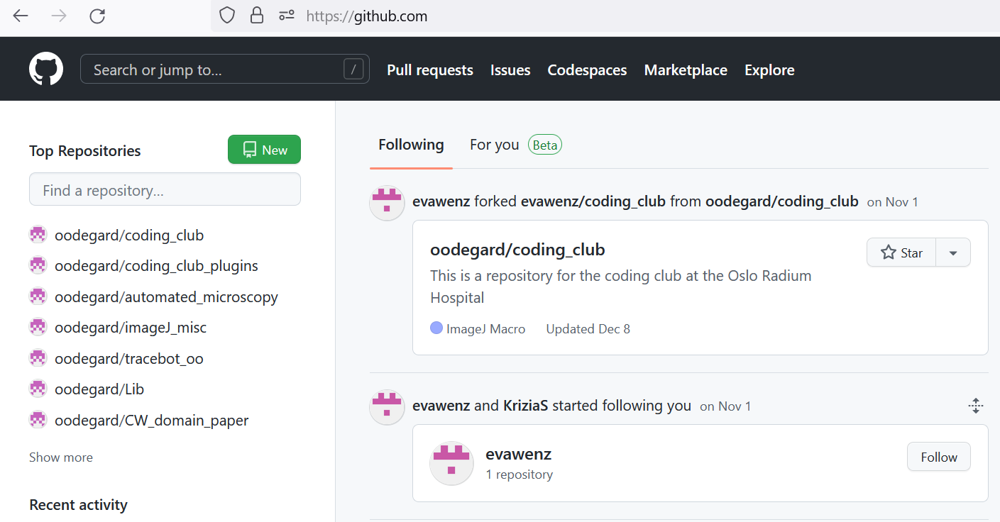 https://github.com
Search or jump to... /
Pull requests Issues Codespaces Marketplace Explore
Top Repositories
New
Find a repository...
oodegard/coding_club
oodegard/coding_club_plugins
oodegard/automated_microscopy
oodegard/imageJ_misc
oodegard/tracebot_oo
oodegard/Lib
oodegard/CW_domain_paper
Show more
Recent activity
Following For you Beta
evawenz forked evawenz/coding_club from oodegard/coding_club on Nov 1
oodegard/coding_club
Star
This is a repository for the coding club at the Oslo Radium
Hospital
ImageJ Macro Updated Dec 8
evawenz and KriziaS started following you on Nov 1
evawenz
1 repository
Follow